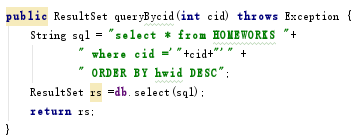 public ResultSet queryBycid(int cid) throws Exception {
String sql = "select * from HOMEWORKS "+
" where cid ='"+cid+"'" +
" ORDER BY hwid DESC";
ResultSet rs =db.select(sql);
return rs;
}